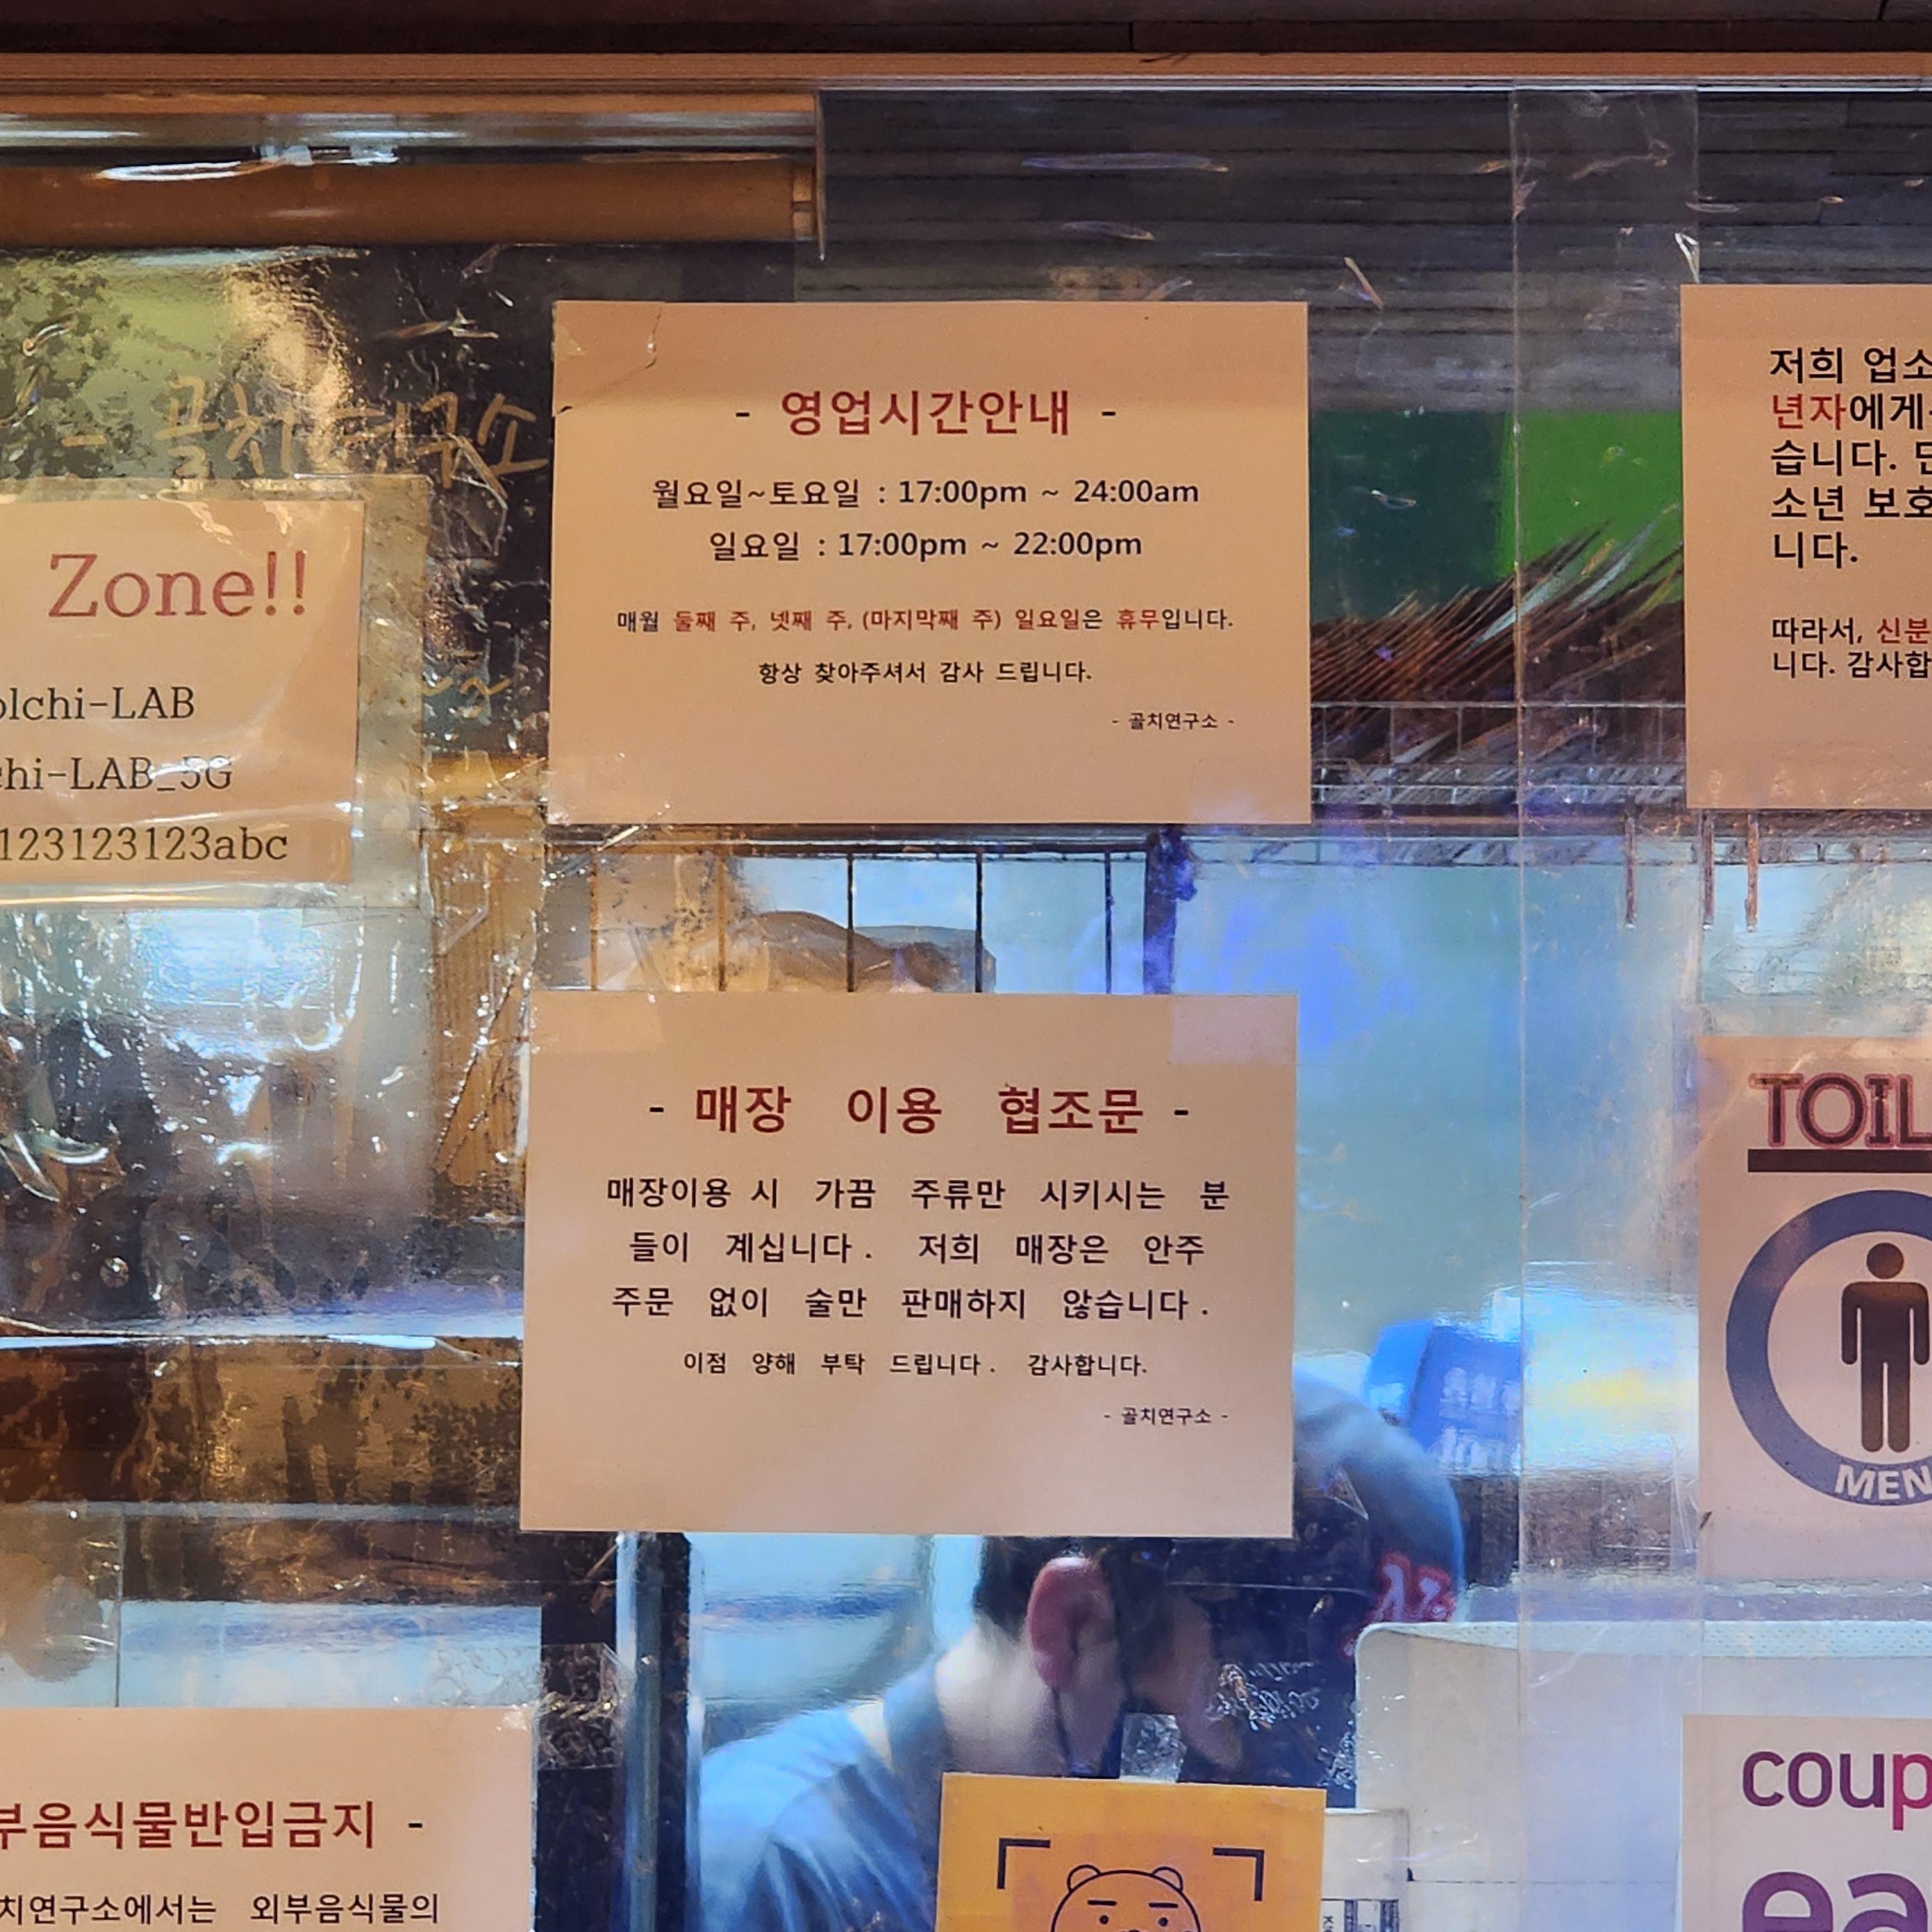 - 골치연구소
Zone!!
olchi-LAB
chi-LAB_5G
123123123abc
- 영업시간안내 -
월요일~토요일 : 17:00pm ~ 24:00am
일요일 : 17:00pm ~ 22:00pm
매월 둘째 주, 넷째 주, (마지막째 주) 일요일은 휴무입니다.
항상 찾아주셔서 감사 드립니다.
- 골치연구소 -
저희 업소
년자에게
습니다. 단
소년 보호
니다.
따라서, 신분
니다. 감사합
- 매장 이용 협조문 -
매장이용 시 가끔 주류만 시키시는 분
들이 계십니다. 저희 매장은 안주
주문 없이 술만 판매하지 않습니다.
이점 양해 부탁 드립니다. 감사합니다.
- 골치연구소 -
TOIL
MEN
부음식물반입금지 -
치연구소에서는 외부음식물의
coup
ea